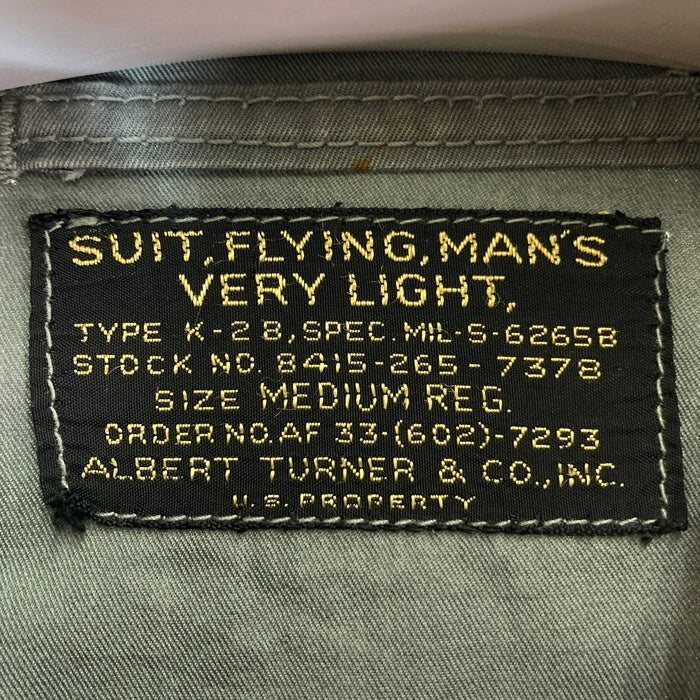 SUIT, FLYING, MAN'S
VERY LIGHT,
TYPE K-2B, SPEC. MIL-S-6265B
STOCK NO. 8415-265-7378
SIZE MEDIUM REG.
ORDER NO. AF 33-(602)-7293
ALBERT TURNER & CO., INC.
U.S. PROPERTY